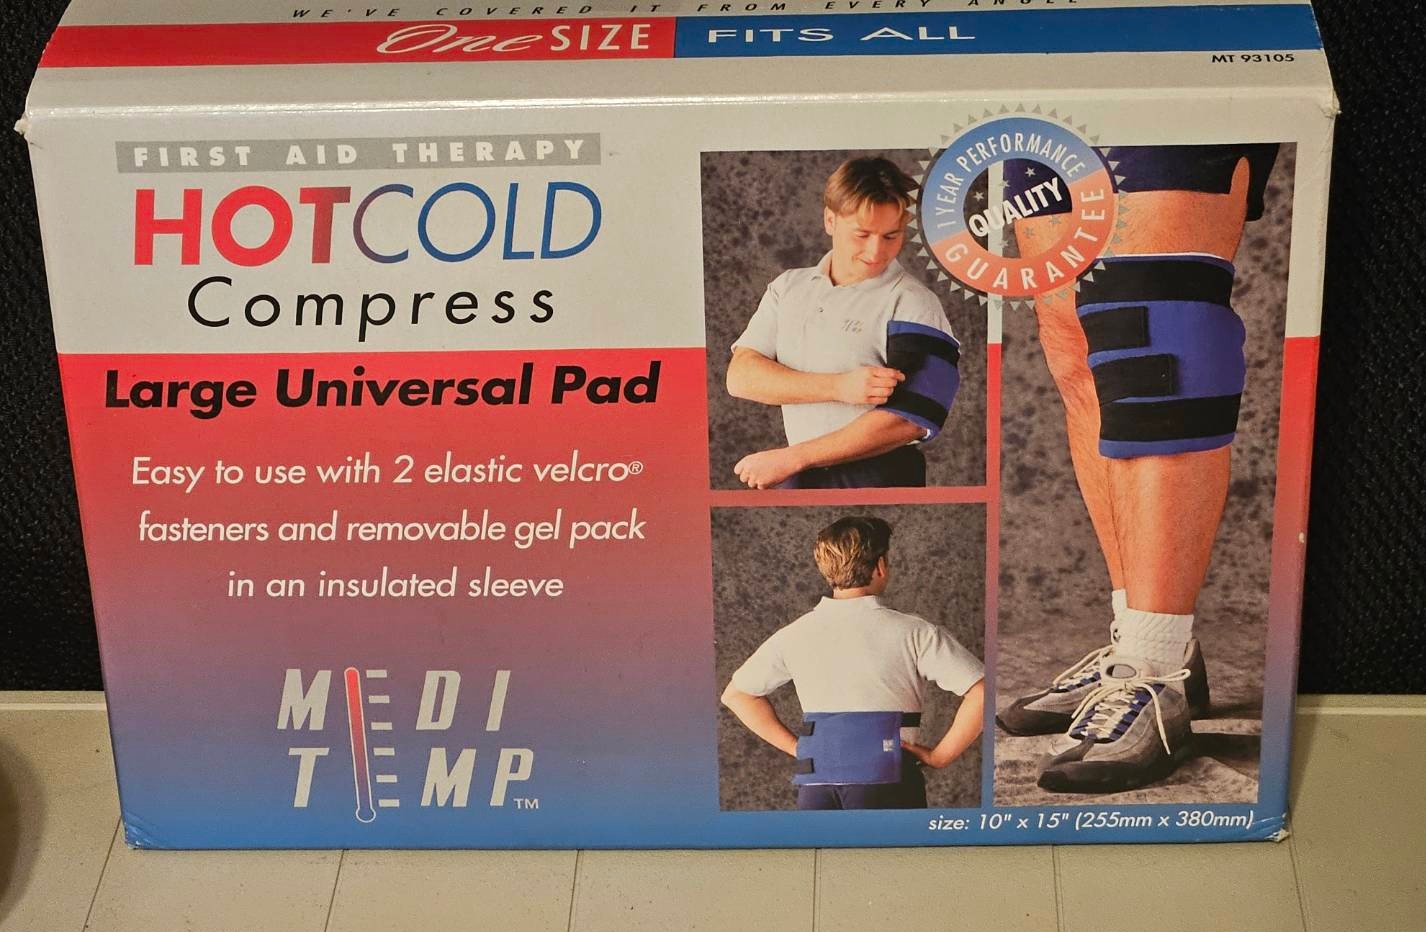 WE'VE COVERED IT FROM EVERY ANGLE
One SIZE FITS ALL
MT 93105
FIRST AID THERAPY
HOTCOLD
Compress
Large Universal Pad
Easy to use with 2 elastic velcro®
fasteners and removable gel pack
in an insulated sleeve
MEDI
TEMP™
1 YEAR PERFORMANCE
QUALITY
GUARANTEE
size: 10" x 15" (255mm x 380mm)